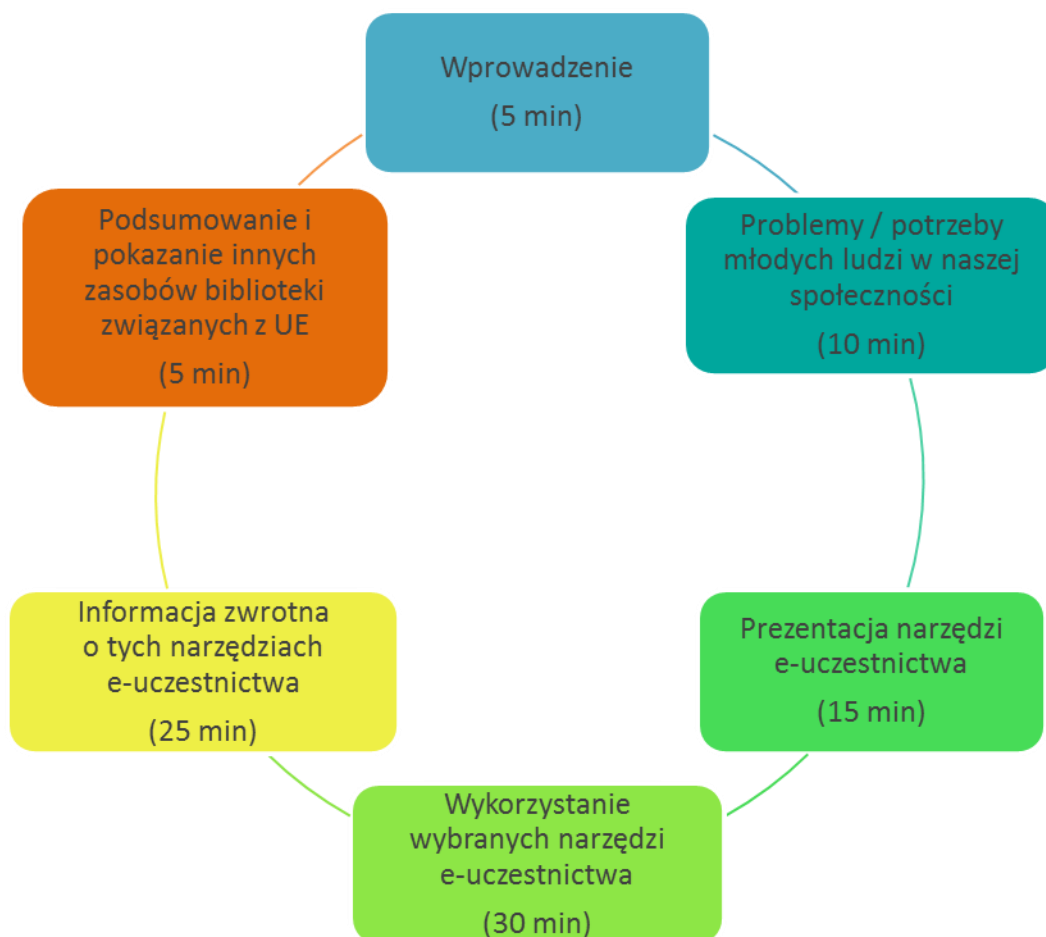 Wprowadzenie
(5 min)
Problemy / potrzeby
młodych ludzi w naszej
społeczności
(10 min)
Prezentacja narzędzi
e-uczestnictwa
(15 min)
Wykorzystanie
wybranych narzędzi
e-uczestnictwa
(30 min)
Informacja zwrotna
o tych narzędziach
e-uczestnictwa
(25 min)
Podsumowanie i
pokazanie innych
zasobów biblioteki
związanych z UE
(5 min)